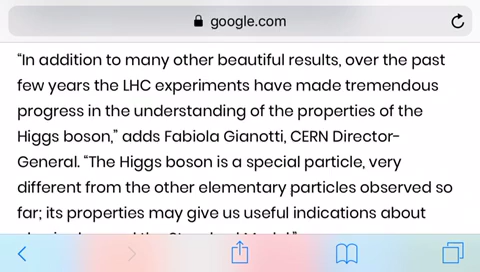 google.com
“In addition to many other beautiful results, over the past
few years the LHC experiments have made tremendous
progress in the understanding of the properties of the
Higgs boson,” adds Fabiola Gianotti, CERN Director-
General. “The Higgs boson is a special particle, very
different from the other elementary particles observed so
far; its properties may give us useful indications about